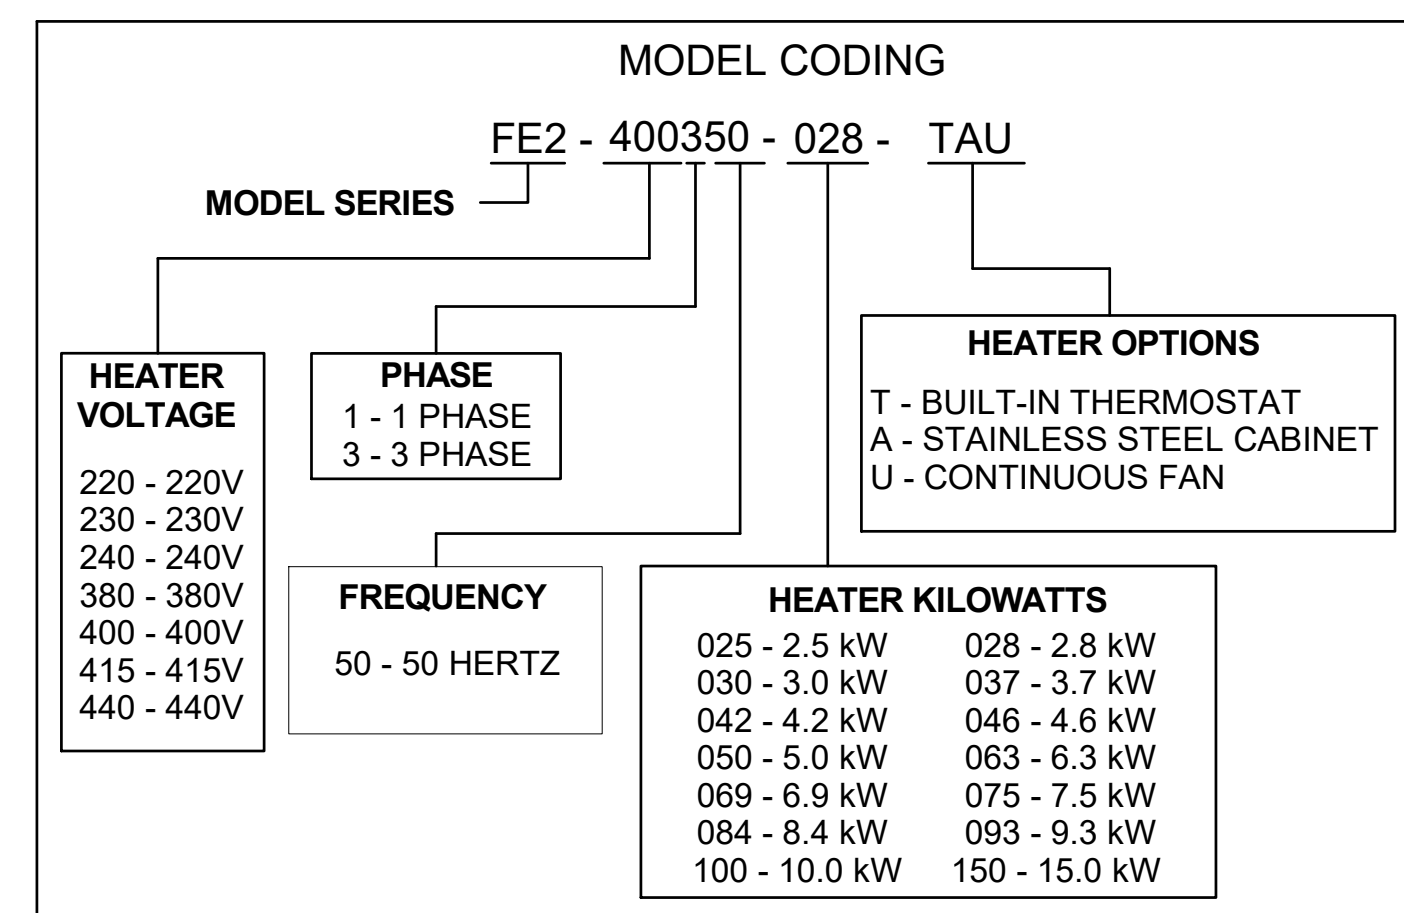 MODEL CODING
FE2 - 400350 - 028 - TAU
MODEL SERIES
HEATER
VOLTAGE
220 - 220V
230 - 230V
240 - 240V
380 - 380V
400 - 400V
415 - 415V
440 - 440V
PHASE
1 - 1 PHASE
3 - 3 PHASE
FREQUENCY
50 - 50 HERTZ
HEATER OPTIONS
T - BUILT-IN THERMOSTAT
A - STAINLESS STEEL CABINET
U - CONTINUOUS FAN
HEATER KILOWATTS
025 - 2.5 kW 028 - 2.8 kW
030 - 3.0 kW 037 - 3.7 kW
042 - 4.2 kW 046 - 4.6 kW
050 - 5.0 kW 063 - 6.3 kW
069 - 6.9 kW 075 - 7.5 kW
084 - 8.4 kW 093 - 9.3 kW
100 - 10.0 kW 150 - 15.0 kW